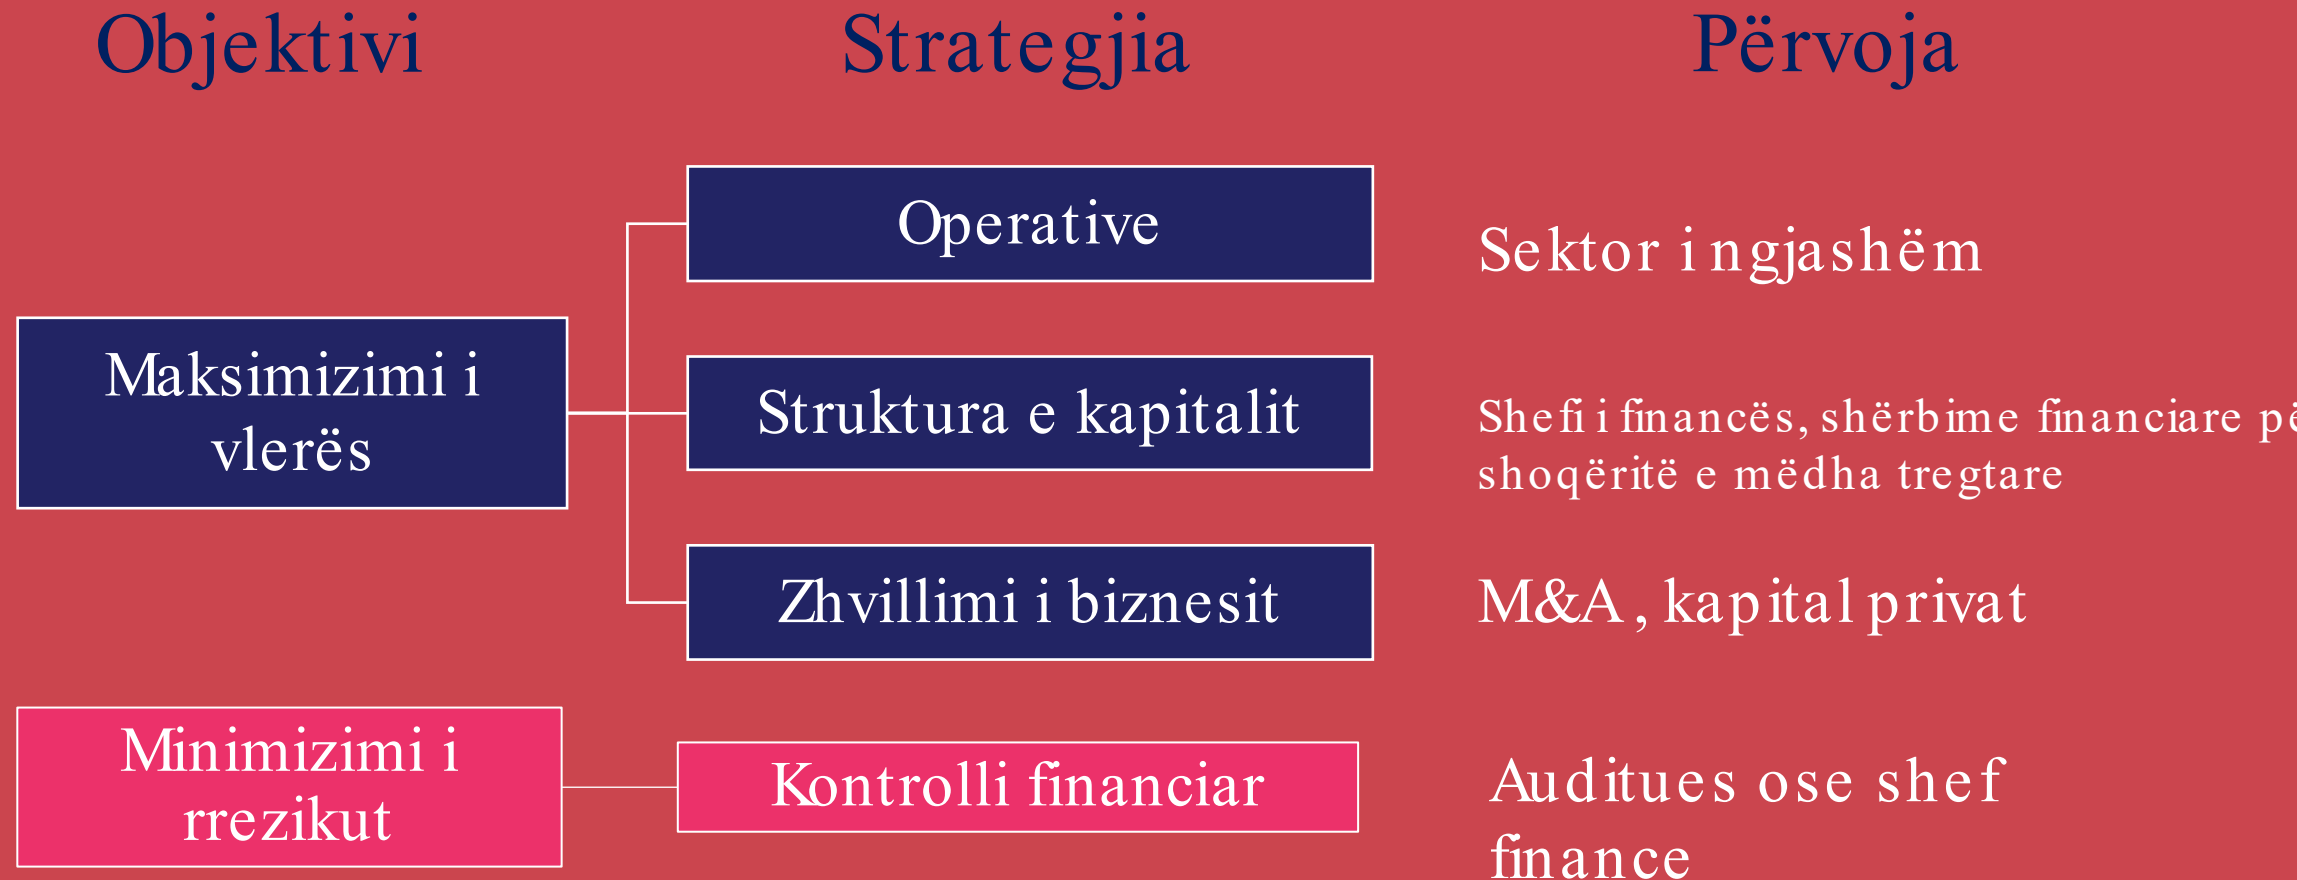 Objektivi
Strategjia
Përvoja
Operative
Sektor i ngjashëm
Maksimizimi i
vlerës
Struktura e kapitalit
Shefi i financës, shërbime financiare
shoqëritë e mëdha tregtare
Zhvillimi i biznesit
M&A, kapital privat
Minimizimi i
rrezikut
Kontrolli financiar
Auditues ose shef
finance